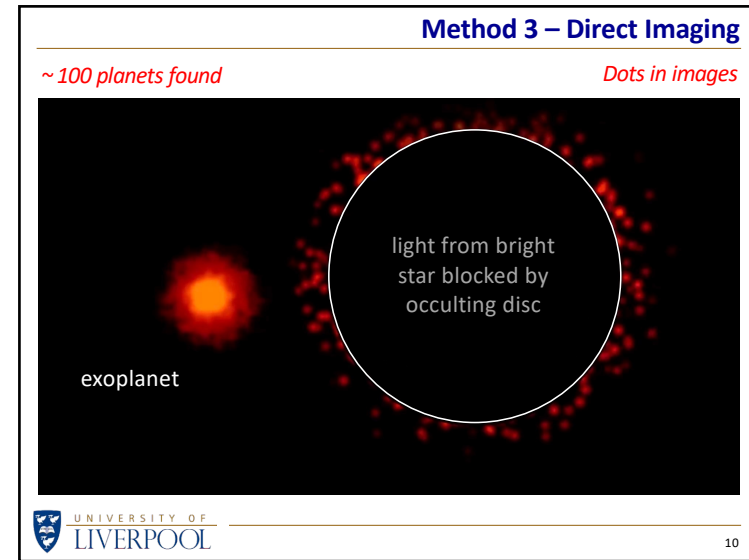 Method 3 – Direct Imaging
~ 100 planets found
Dots in images
light from bright
star blocked by
occulting disc
exoplanet
UNIVERSITY OF
LIVERPOOL
10